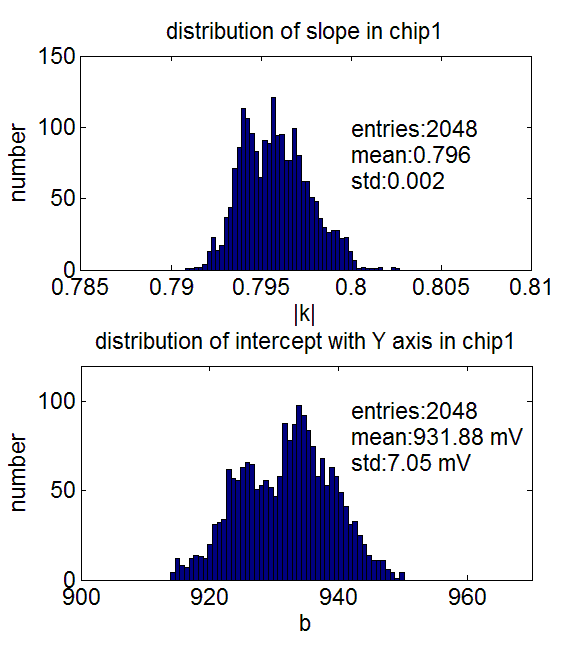 distribution of slope in chip1
150
100
50
0
number
entries:2048
mean:0.796
std:0.002
0.785 0.79 0.795 0.8 0.805 0.81
|k|
distribution of intercept with Y axis in chip1
100
50
0
number
entries:2048
mean:931.88 mV
std:7.05 mV
900 920 940 960
b